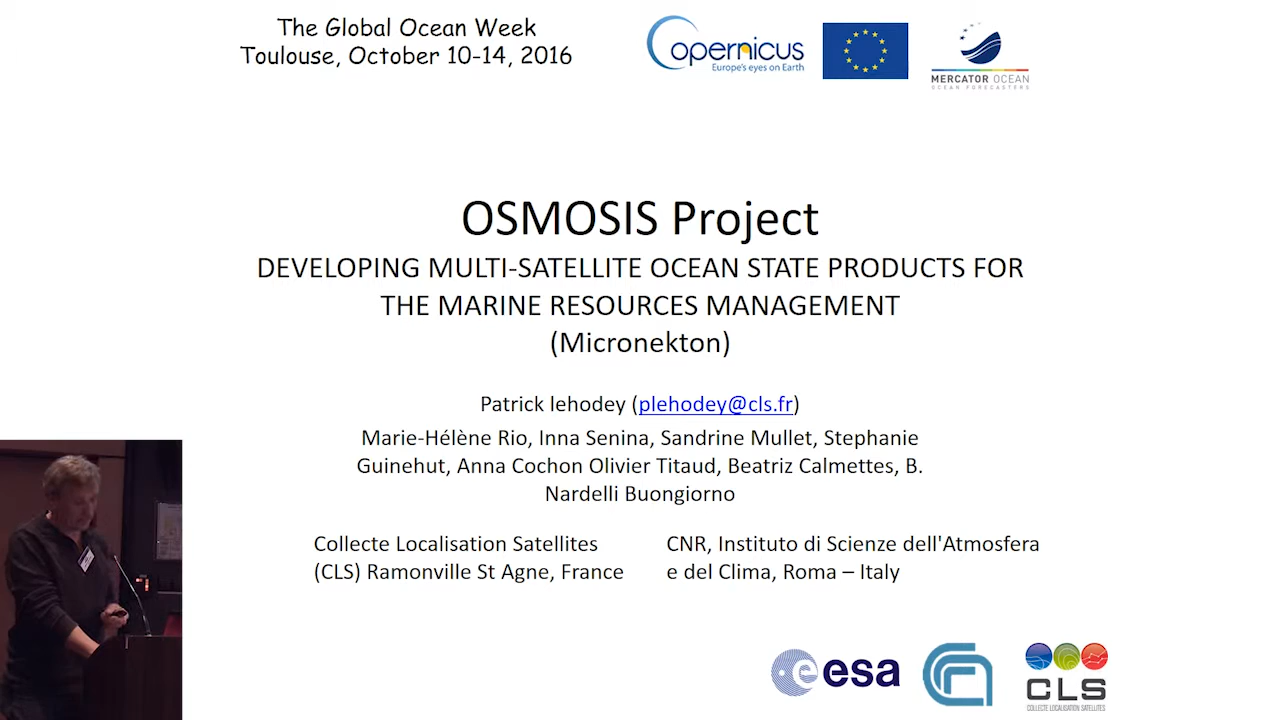 The Global Ocean Week
Toulouse, October 10-14, 2016
Copernicus
Europe's eyes on Earth
MERCATOR OCEAN
OCEAN FORECASTERS
OSMOSIS Project
DEVELOPING MULTI-SATELLITE OCEAN STATE PRODUCTS FOR
THE MARINE RESOURCES MANAGEMENT
(Micronekton)
Patrick lehodey (plehodey@cls.fr)
Marie-Hélène Rio, Inna Senina, Sandrine Mullet, Stephanie
Guinehut, Anna Cochon Olivier Titaud, Beatriz Calmettes, B.
Nardelli Buongiorno
Collecte Localisation Satellites
(CLS) Ramonville St Agne, France
CNR, Instituto di Scienze dell'Atmosfera
e del Clima, Roma – Italy
esa
CLS
COLLECTE LOCALISATION SATELLITES